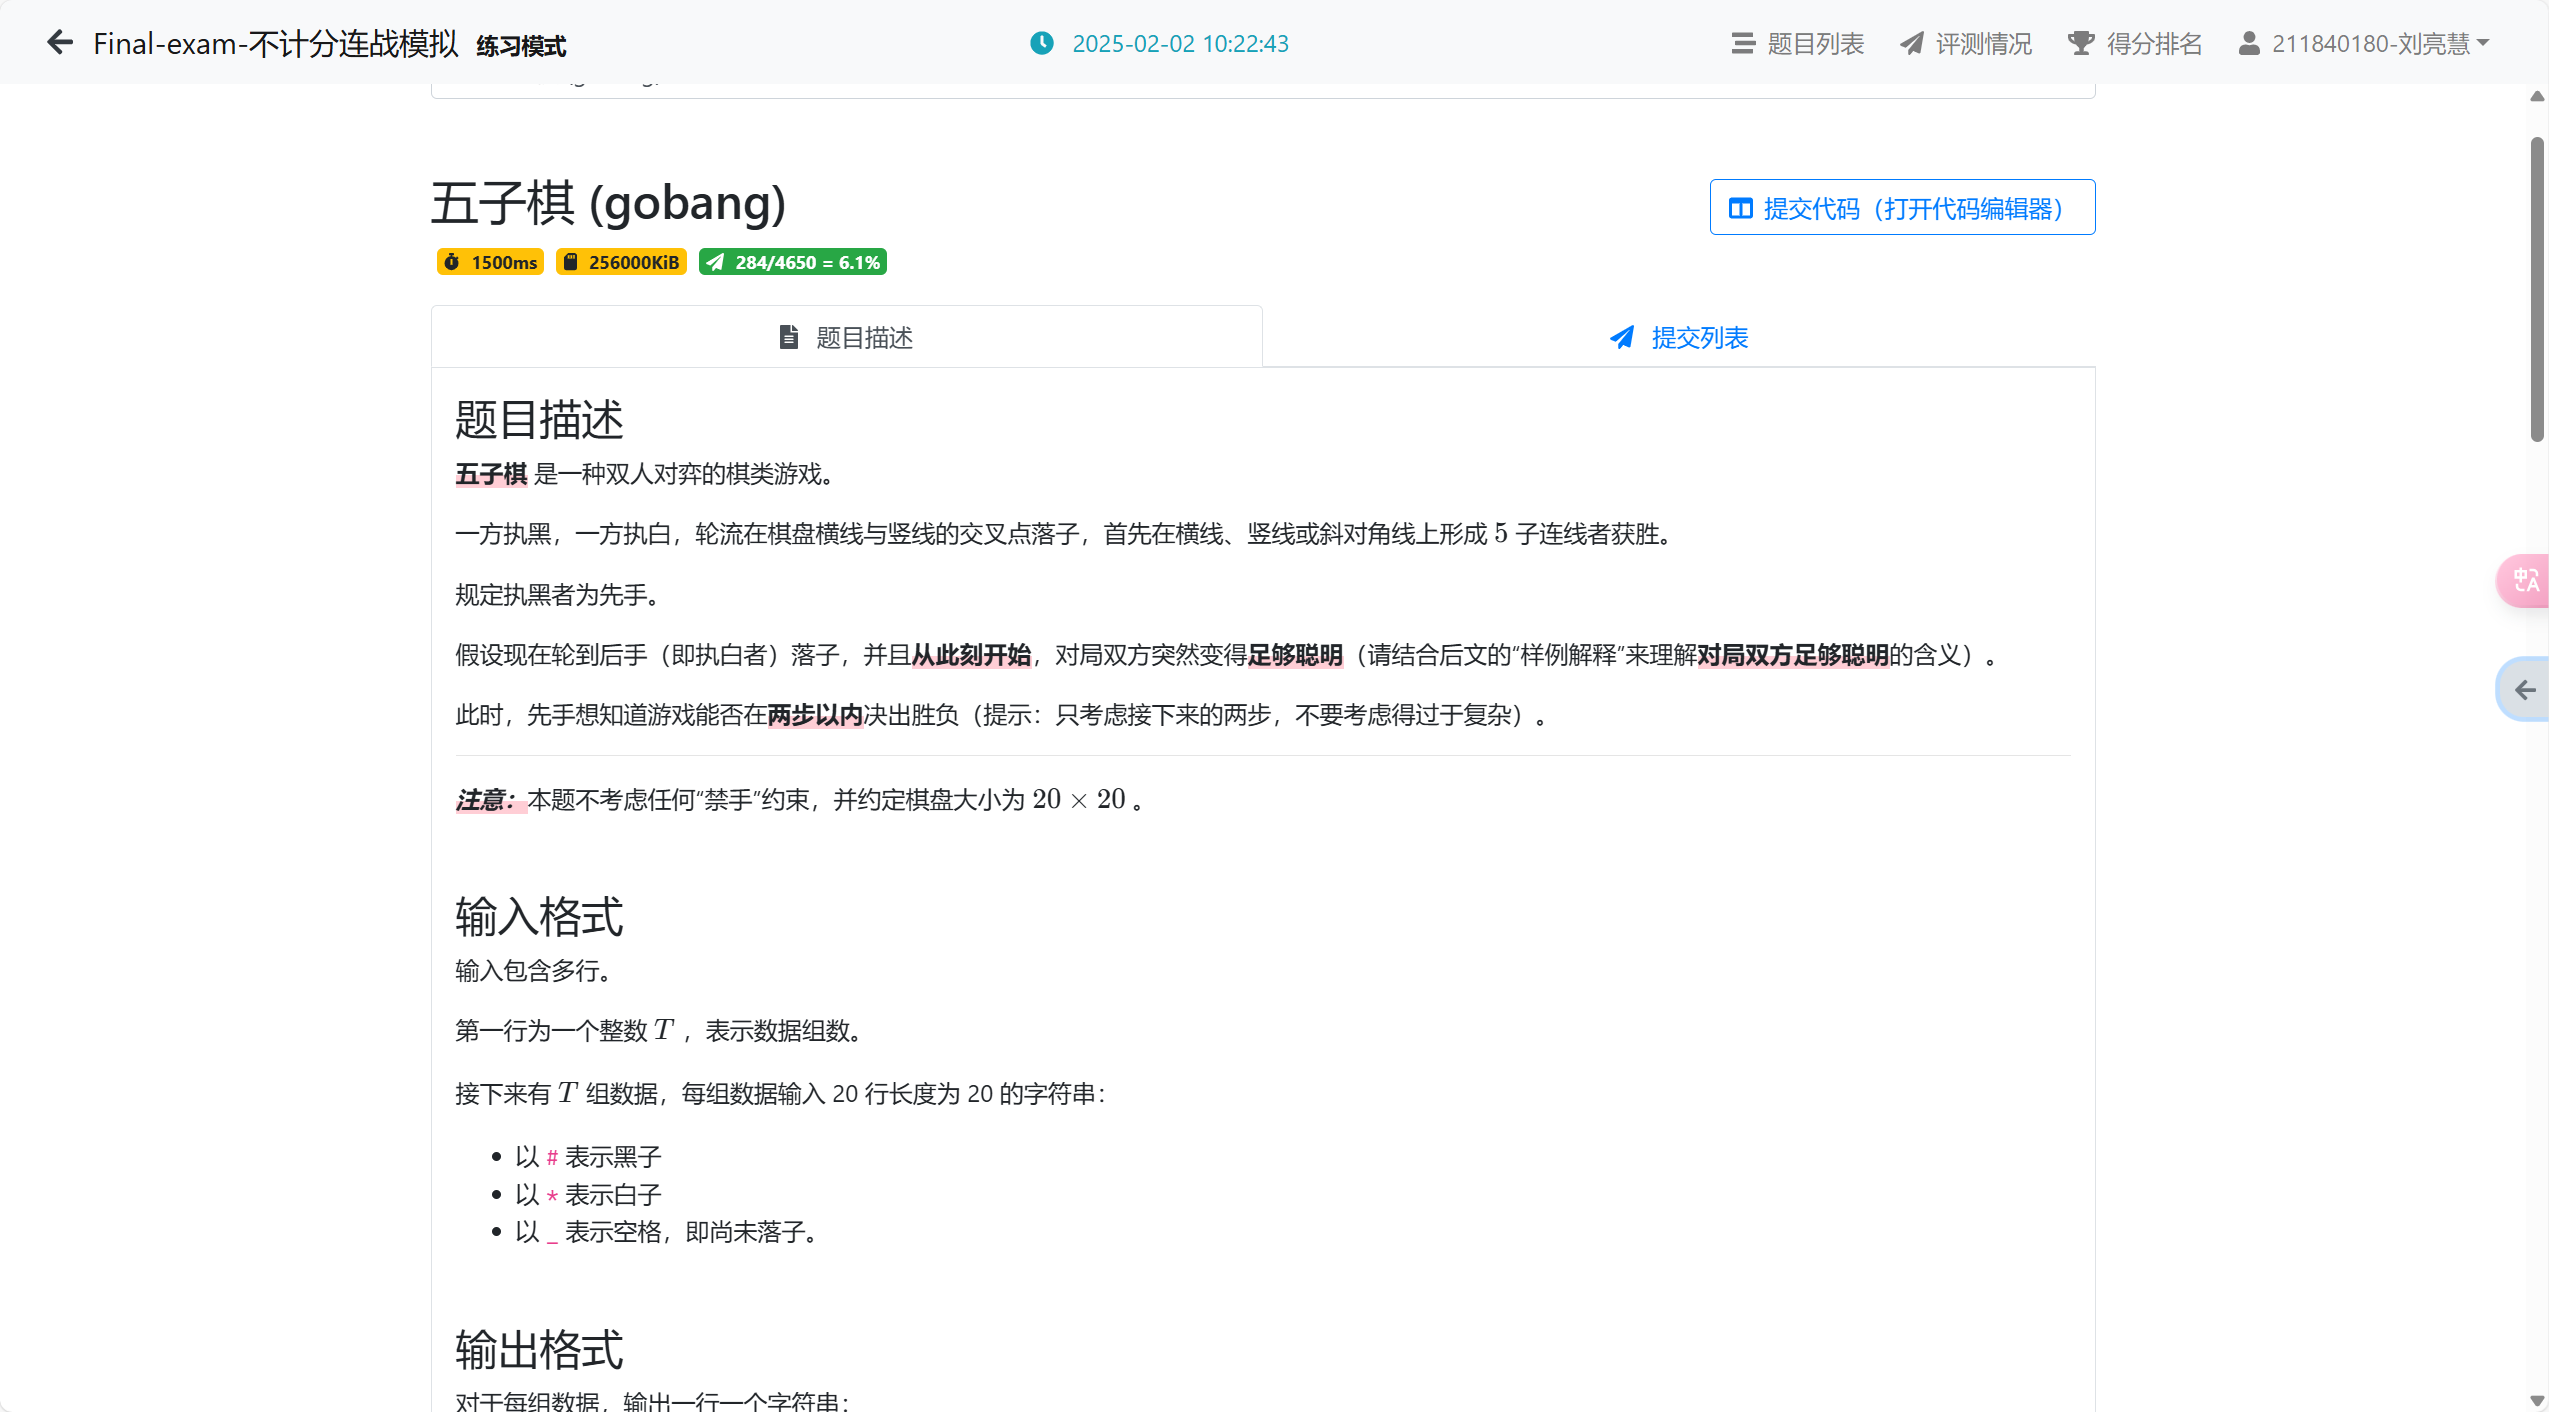 Final-exam-不计分连战模拟 练习模式
2025-02-02 10:22:43
题目列表 评测情况 得分排名 211840180-刘亮慧
五子棋 (gobang)
提交代码（打开代码编辑器）
1500ms 256000KiB 284/4650 = 6.1%
题目描述 提交列表
题目描述
五子棋 是一种双人对弈的棋类游戏。
一方执黑，一方执白，轮流在棋盘横线与竖线的交叉点落子，首先在横线、竖线或斜对角线上形成 5 子连线者获胜。
规定执黑者为先手。
假设现在轮到后手（即执白者）落子，并且从此刻开始，对局双方突然变得足够聪明（请结合后文的“样例解释”来理解对局双方足够聪明的含义）。
此时，先手想知道游戏能否在两步以内决出胜负（提示：只考虑接下来的两步，不要考虑得过于复杂）。
注意：本题不考虑任何“禁手”约束，并约定棋盘大小为 20 × 20 。
输入格式
输入包含多行。
第一行为一个整数 T ，表示数据组数。
接下来有 T 组数据，每组数据输入 20 行长度为 20 的字符串：
以 # 表示黑子
以 * 表示白子
以 _ 表示空格，即尚未落子。
输出格式
对于每组数据，输出一行一个字符串：